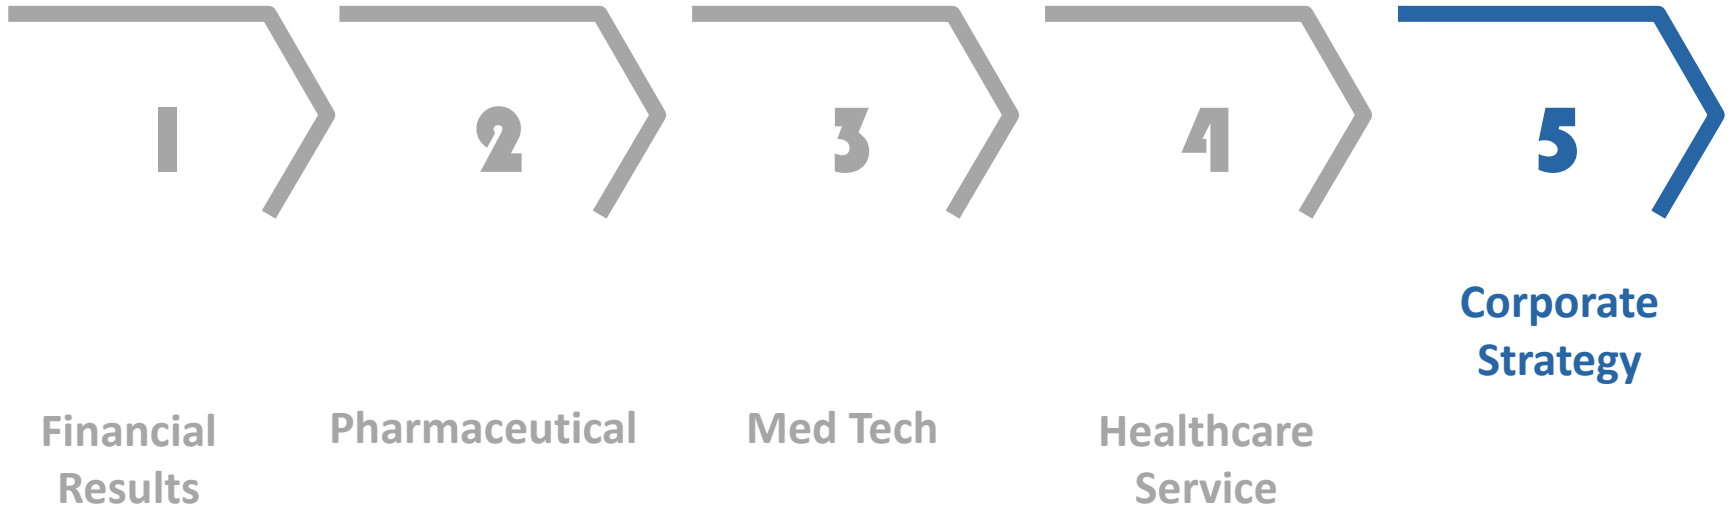 1
2
3
4
5
Corporate
Strategy
Financial
Results
Pharmaceutical
Med Tech
Healthcare
Service